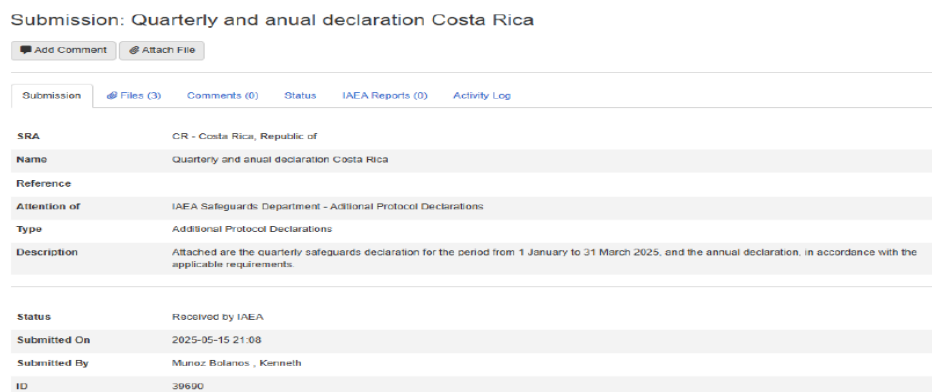 Submission: Quarterly and anual declaration Costa Rica
Add Comment Attach File
Submission Files (3) Comments (0) Status IAEA Reports (0) Activity Log
SRA CR - Costa Rica, Republic of
Name Quarterly and anual declaration Costa Rica
Reference
Attention of IAEA Safeguards Department - Aditional Protocol Declarations
Type Additional Protocol Declarations
Description Attached are the quarterly safeguards declaration for the period from 1 January to 31 March 2025, and the annual declaration, in accordance with the
applicable requirements.
Status Received by IAEA
Submitted On 2025-05-15 21:08
Submitted By Munoz Bolanos , Kenneth
ID 39690